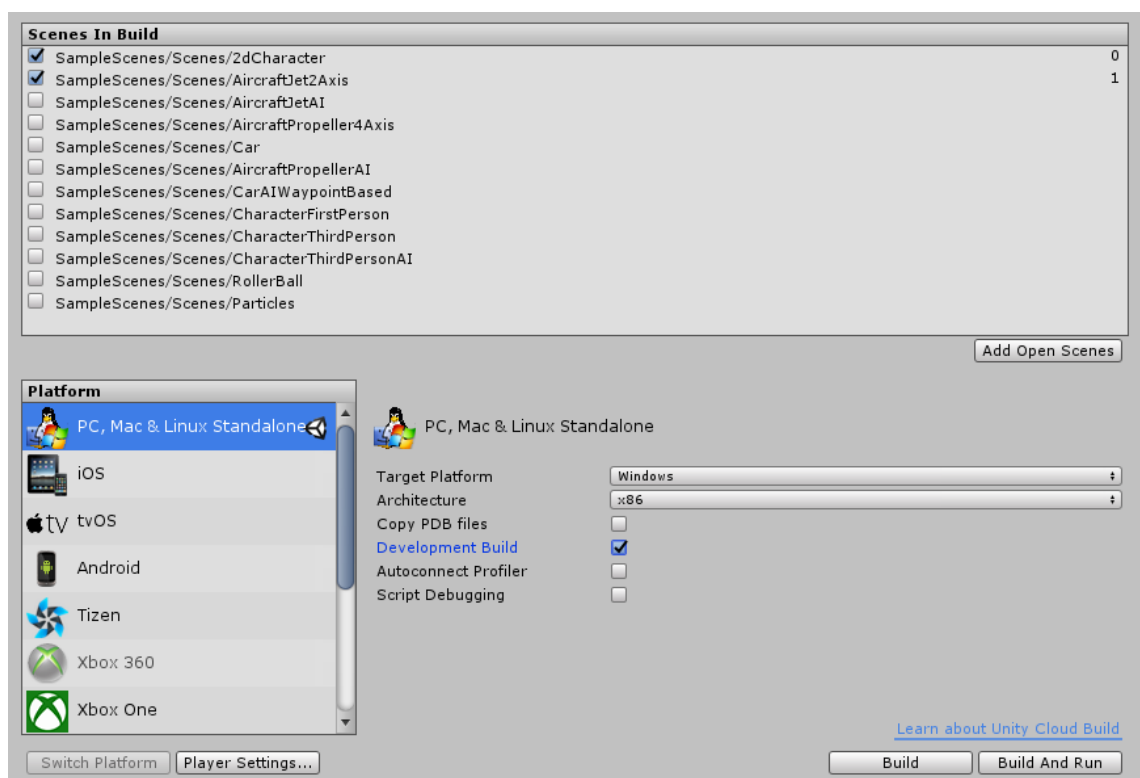 Scenes In Build
SampleScenes/Scenes/2dCharacter 0
SampleScenes/Scenes/AircraftJet2Axis 1
SampleScenes/Scenes/AircraftJetAI
SampleScenes/Scenes/AircraftPropeller4Axis
SampleScenes/Scenes/Car
SampleScenes/Scenes/AircraftPropellerAI
SampleScenes/Scenes/CarAIWaypointBased
SampleScenes/Scenes/CharacterFirstPerson
SampleScenes/Scenes/CharacterThirdPerson
SampleScenes/Scenes/CharacterThirdPersonAI
SampleScenes/Scenes/RollerBall
SampleScenes/Scenes/Particles
Add Open Scenes
Platform
PC, Mac & Linux Standalone
iOS
tv tvOS
Android
Tizen
Xbox 360
Xbox One
PC, Mac & Linux Standalone
Target Platform Windows
Architecture x86
Copy PDB files
Development Build
Autoconnect Profiler
Script Debugging
Learn about Unity Cloud Build
Switch Platform Player Settings... Build Build And Run